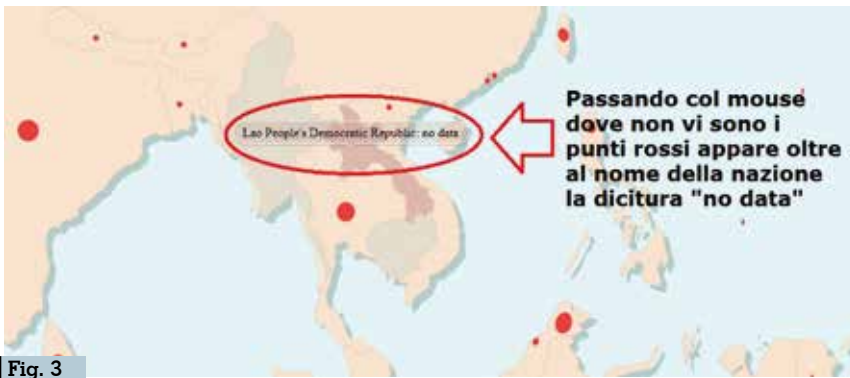 Lao People's Democratic Republic: no data
Passando col mouse
dove non vi sono i
punti rossi appare oltre
al nome della nazione
la dicitura "no data"
Fig. 3